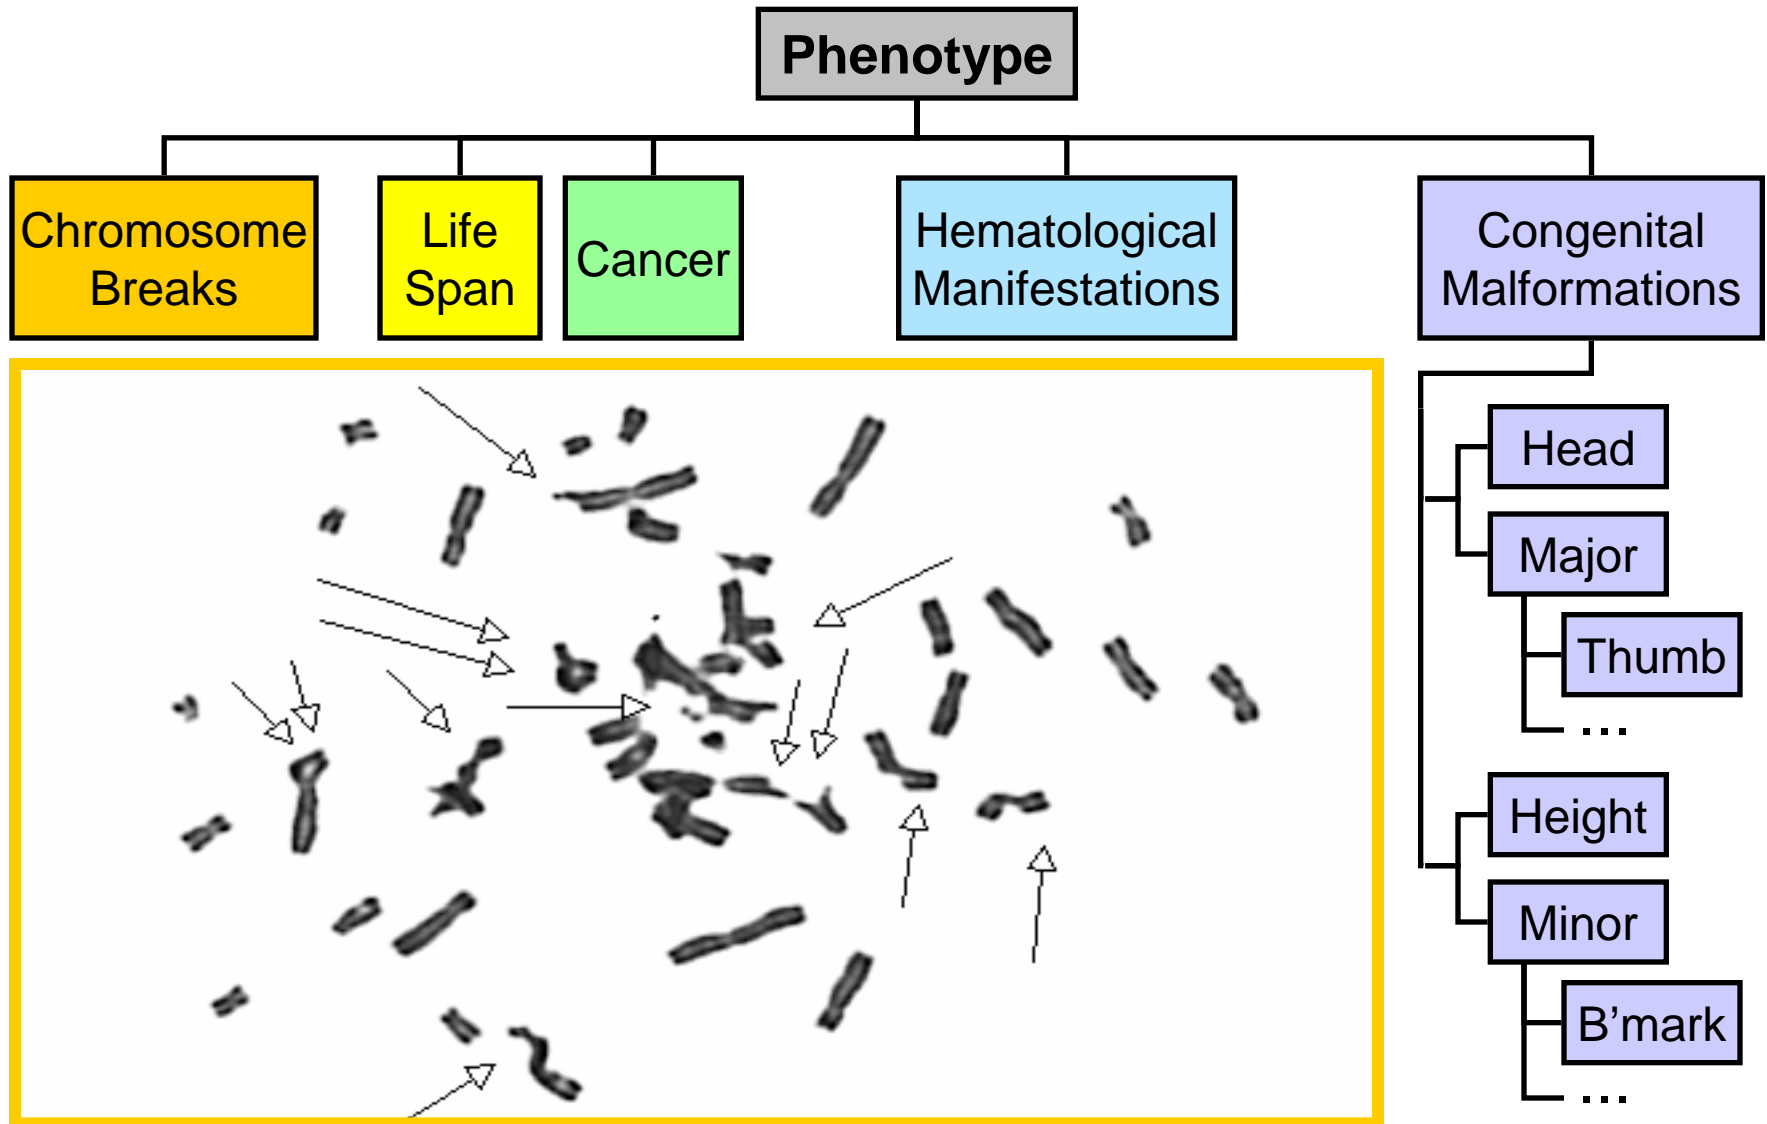 Phenotype
Chromosome
Breaks
Life
Span
Cancer
Hematological
Manifestations
Congenital
Malformations
Head
Major
Thumb
...
Height
Minor
B’mark
...